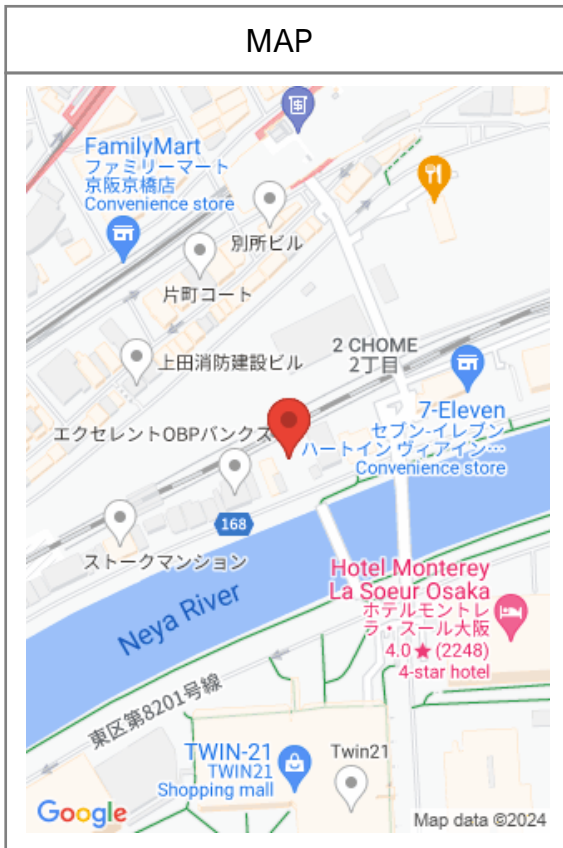 MAP
FamilyMart
ファミリーマート
京阪京橋店
Convenience store
別所ビル
片町コート
2 CHOME
2丁目
上田消防建設ビル
7-Eleven
セブン-イレブン
ハートイン ヴィアイン…
Convenience store
エクセレントOBPバンクス
168
ストークマンション
Neya River
Hotel Monterey
La Soeur Osaka
ホテルモントレ
ラ・スール大阪
4.0★(2248)
4-star hotel
東区第8201号線
TWIN-21
TWIN21
Shopping mall
Twin21
Google
Map data ©2024